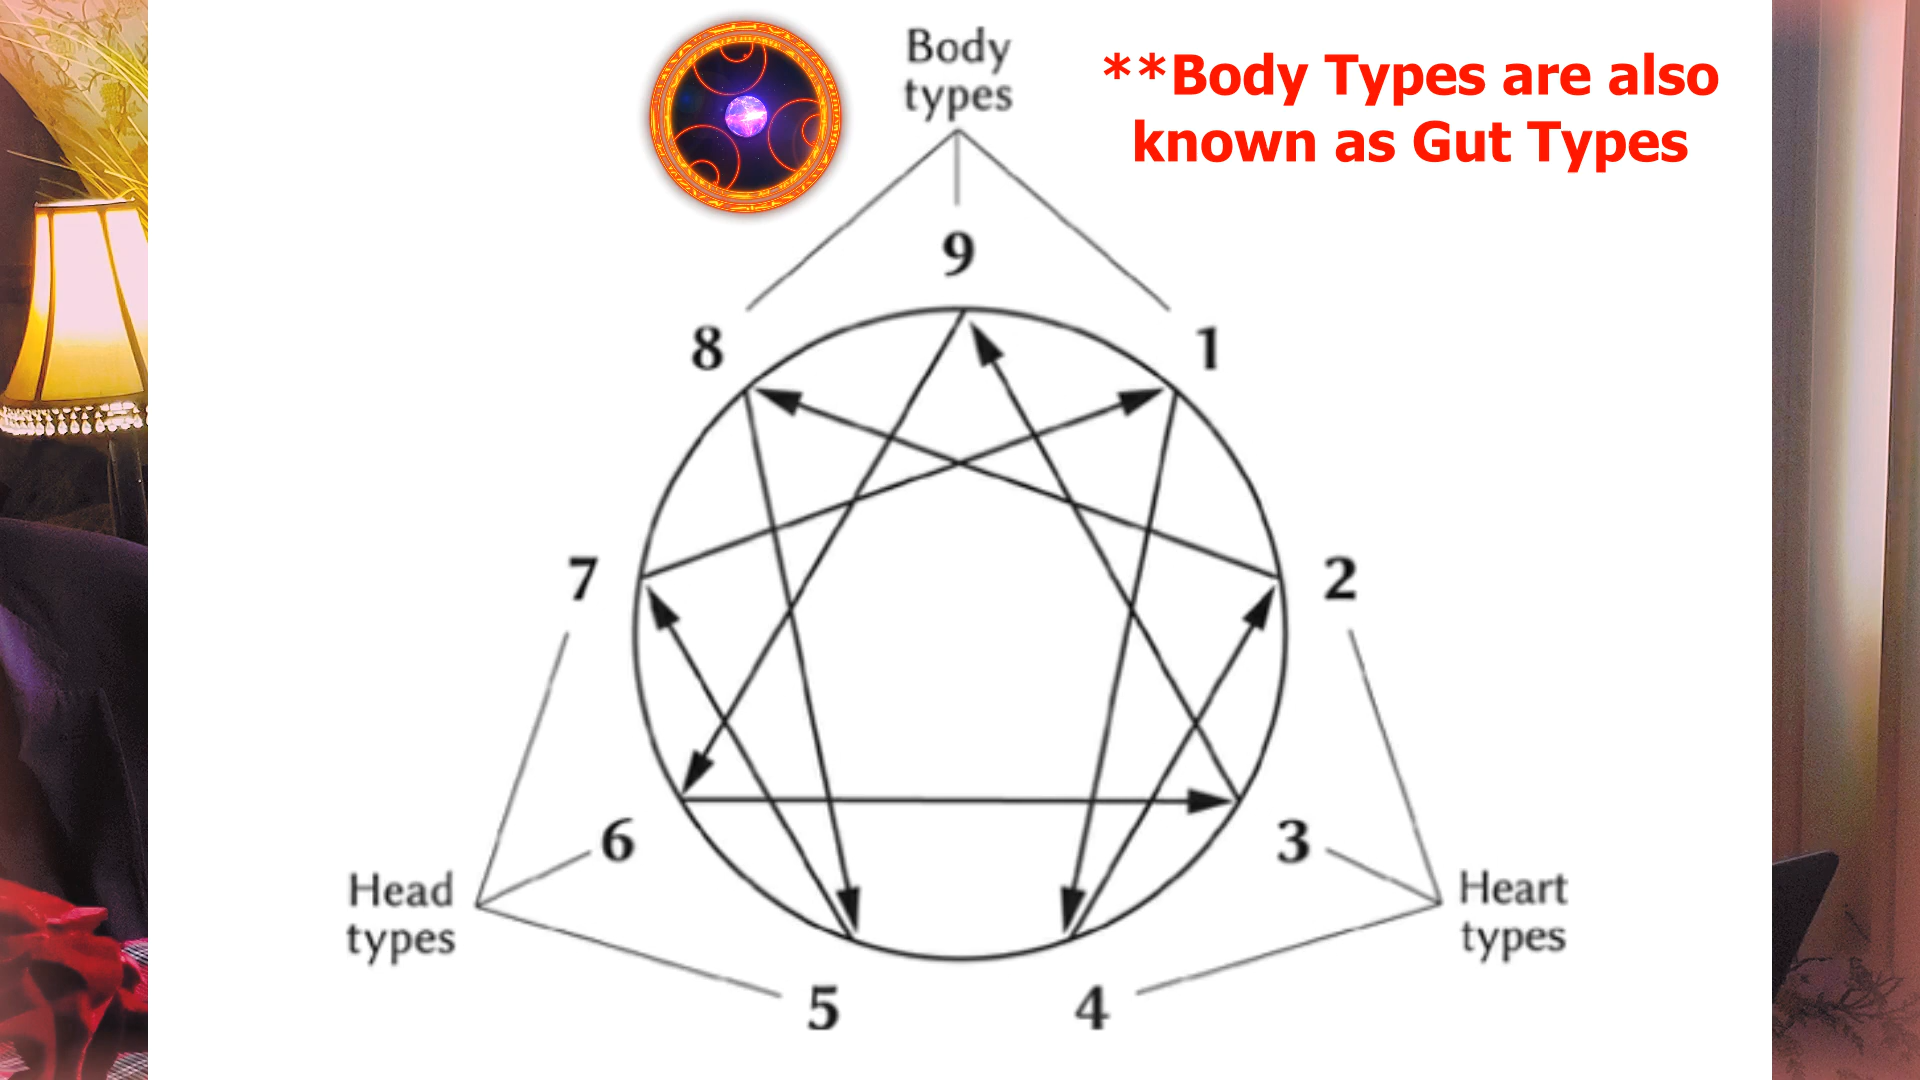 Body
types
**Body Types are also
known as Gut Types
9
8
1
7
2
6
3
Head
types
Heart
types
5
4